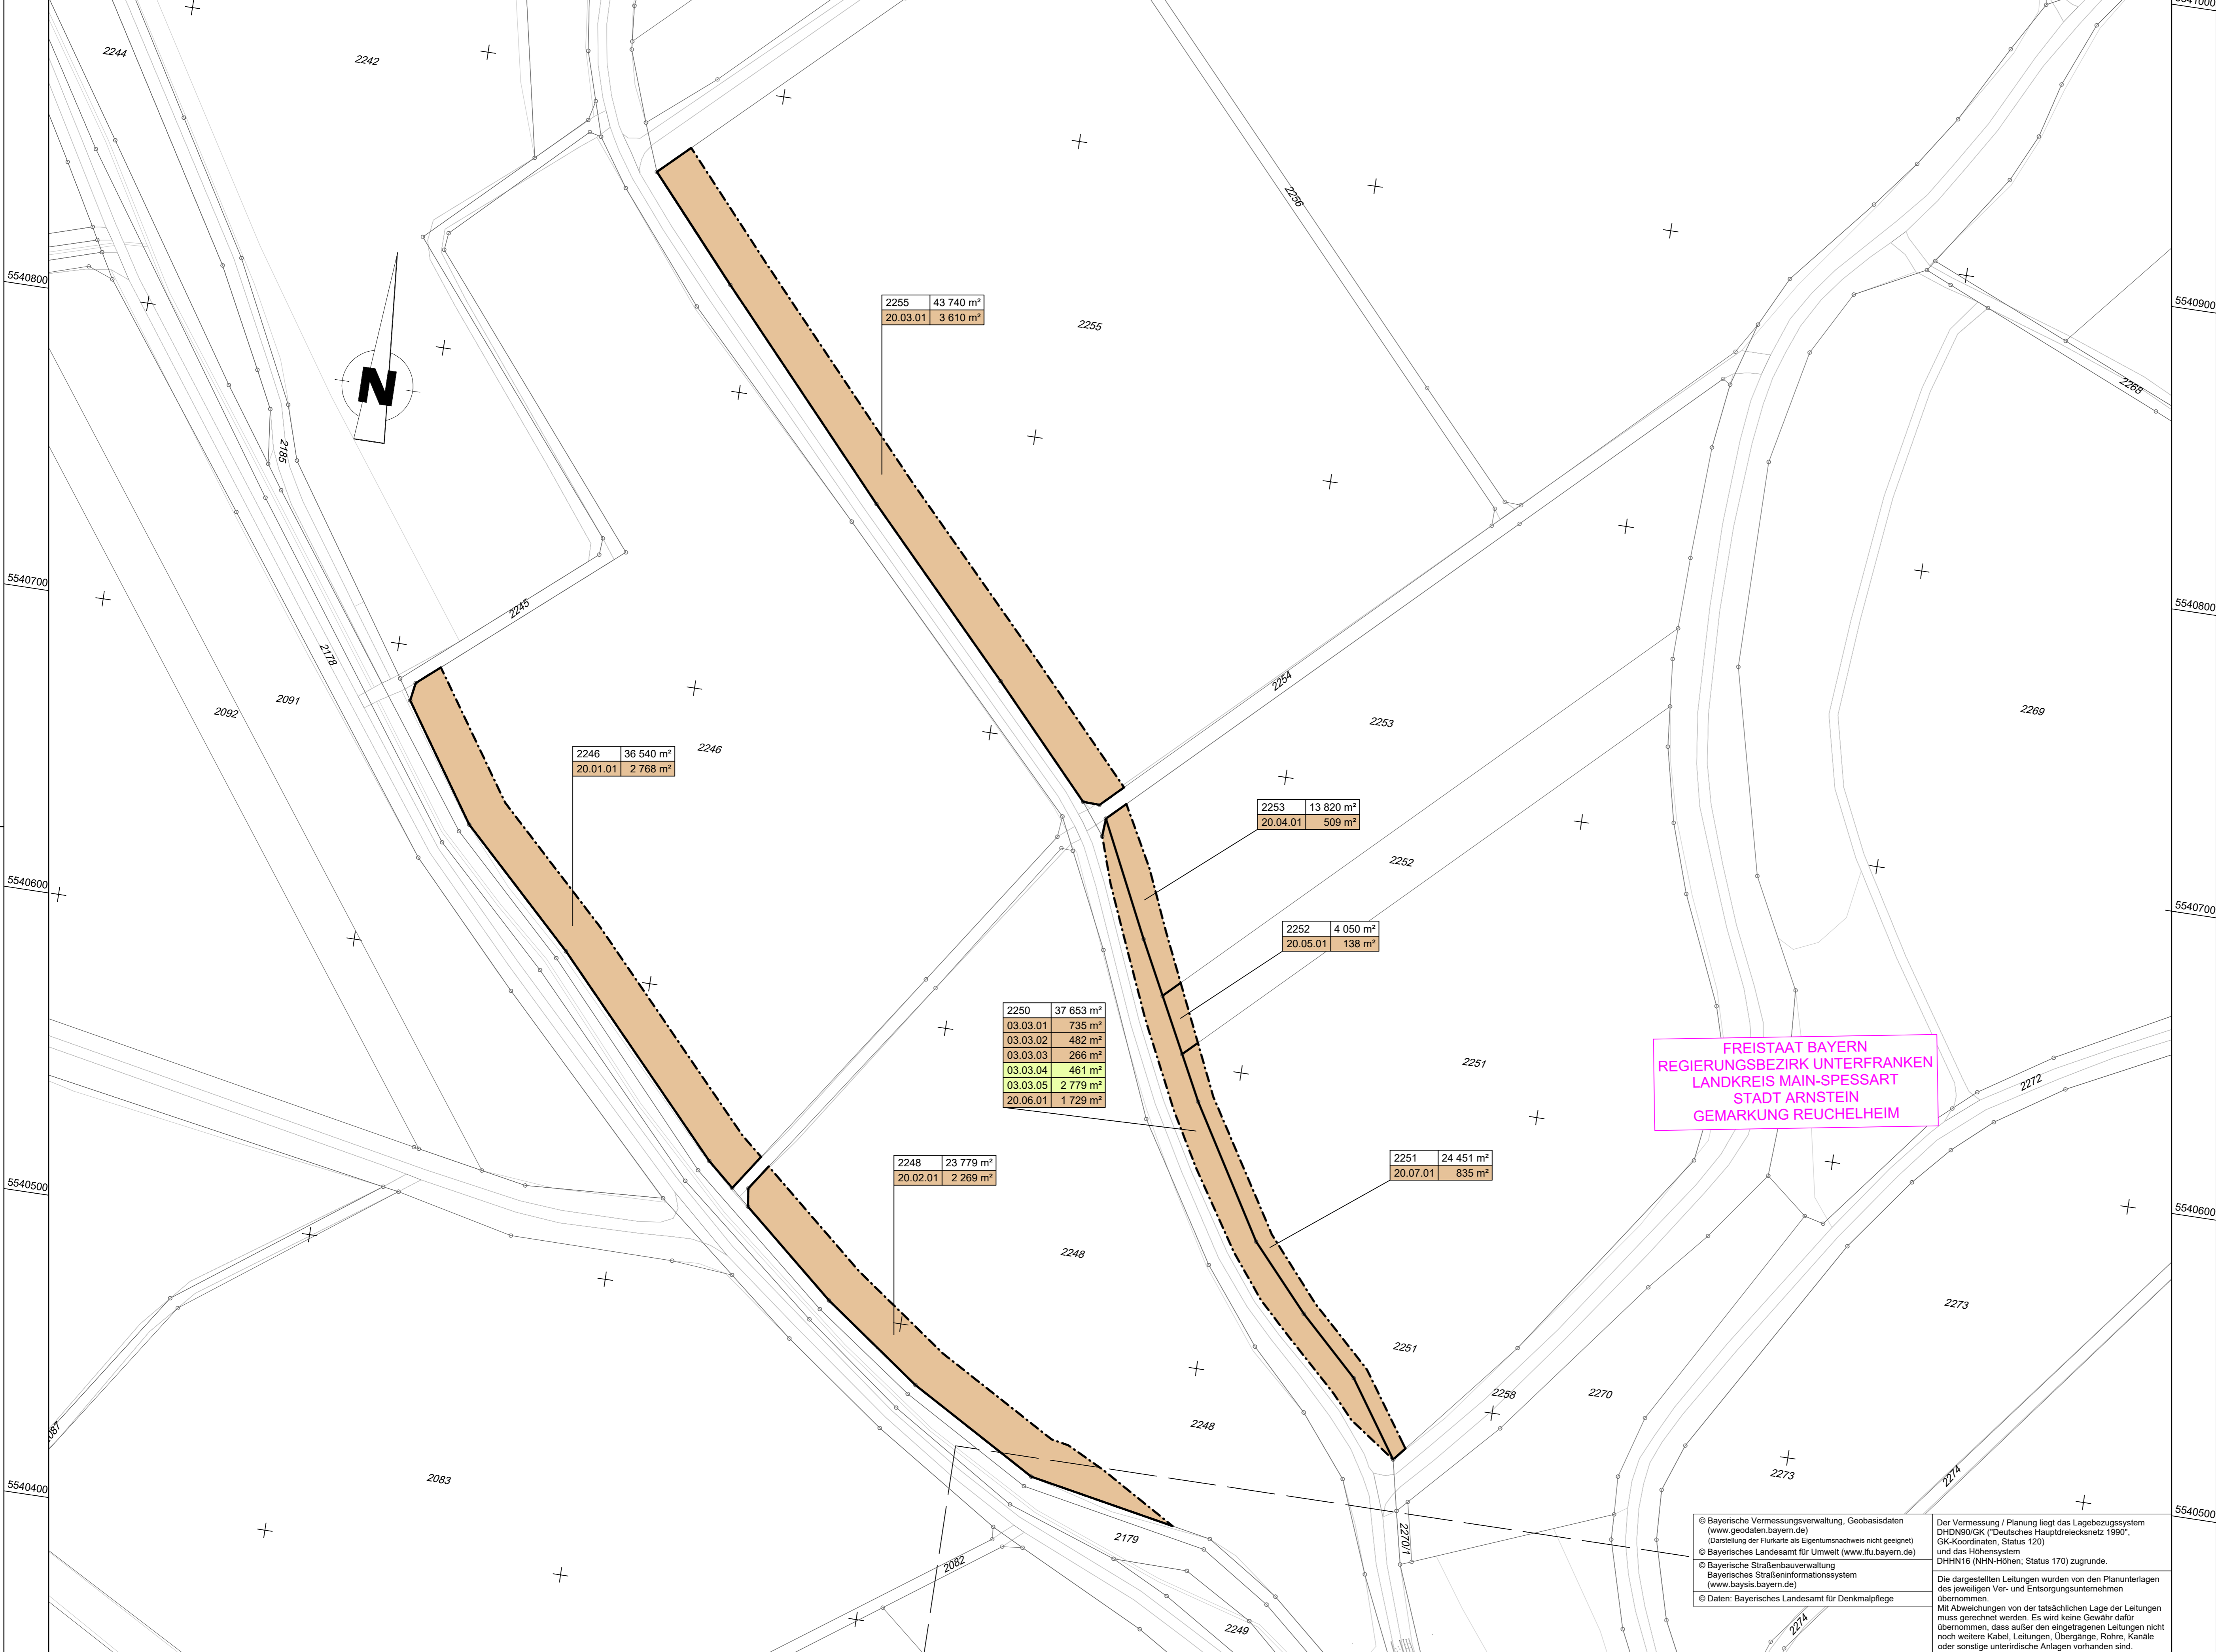 5541000
2244
2242
2256
2255 43 740 m²
20.03.01 3 610 m²
2255
5540800
5540900
N
2268
2185
5540700
2245
5540800
2178
2092
2091
2254
2253
2269
2246 36 540 m²
20.01.01 2 768 m²
2246
2253 13 820 m²
20.04.01 509 m²
2252
5540600
5540700
2252 4 050 m²
20.05.01 138 m²
2250 37 653 m²
03.03.01 735 m²
03.03.02 482 m²
03.03.03 266 m²
03.03.04 461 m²
03.03.05 2 779 m²
20.06.01 1 729 m²
2251
FREISTAAT BAYERN
REGIERUNGSBEZIRK UNTERFRANKEN
LANDKREIS MAIN-SPESSART
STADT ARNSTEIN
GEMARKUNG REUCHELHEIM
2272
2248 23 779 m²
20.02.01 2 269 m²
2251 24 451 m²
20.07.01 835 m²
5540500
5540600
2248
2273
2251
2258
2270
2248
2083
2273
2274
5540400
5540500
2179
2270/1
2082
2249
2274
© Bayerische Vermessungsverwaltung, Geobasisdaten
(www.geodaten.bayern.de)
(Darstellung der Flurkarte als Eigentumsnachweis nicht geeignet)
© Bayerisches Landesamt für Umwelt (www.lfu.bayern.de)
© Bayerische Straßenbauverwaltung
Bayerisches Straßeninformationssystem
(www.baysis.bayern.de)
© Daten: Bayerisches Landesamt für Denkmalpflege
Der Vermessung / Planung liegt das Lagebezugssystem
DHDN90/GK ("Deutsches Hauptdreiecksnetz 1990",
GK-Koordinaten, Status 120)
und das Höhensystem
DHHN16 (NHN-Höhen; Status 170) zugrunde.
Die dargestellten Leitungen wurden von den Planunterlagen
des jeweiligen Ver- und Entsorgungsunternehmen
übernommen.
Mit Abweichungen von der tatsächlichen Lage der Leitungen
muss gerechnet werden. Es wird keine Gewähr dafür
übernommen, dass außer den eingetragenen Leitungen nicht
noch weitere Kabel, Leitungen, Übergänge, Rohre, Kanäle
oder sonstige unterirdische Anlagen vorhanden sind.